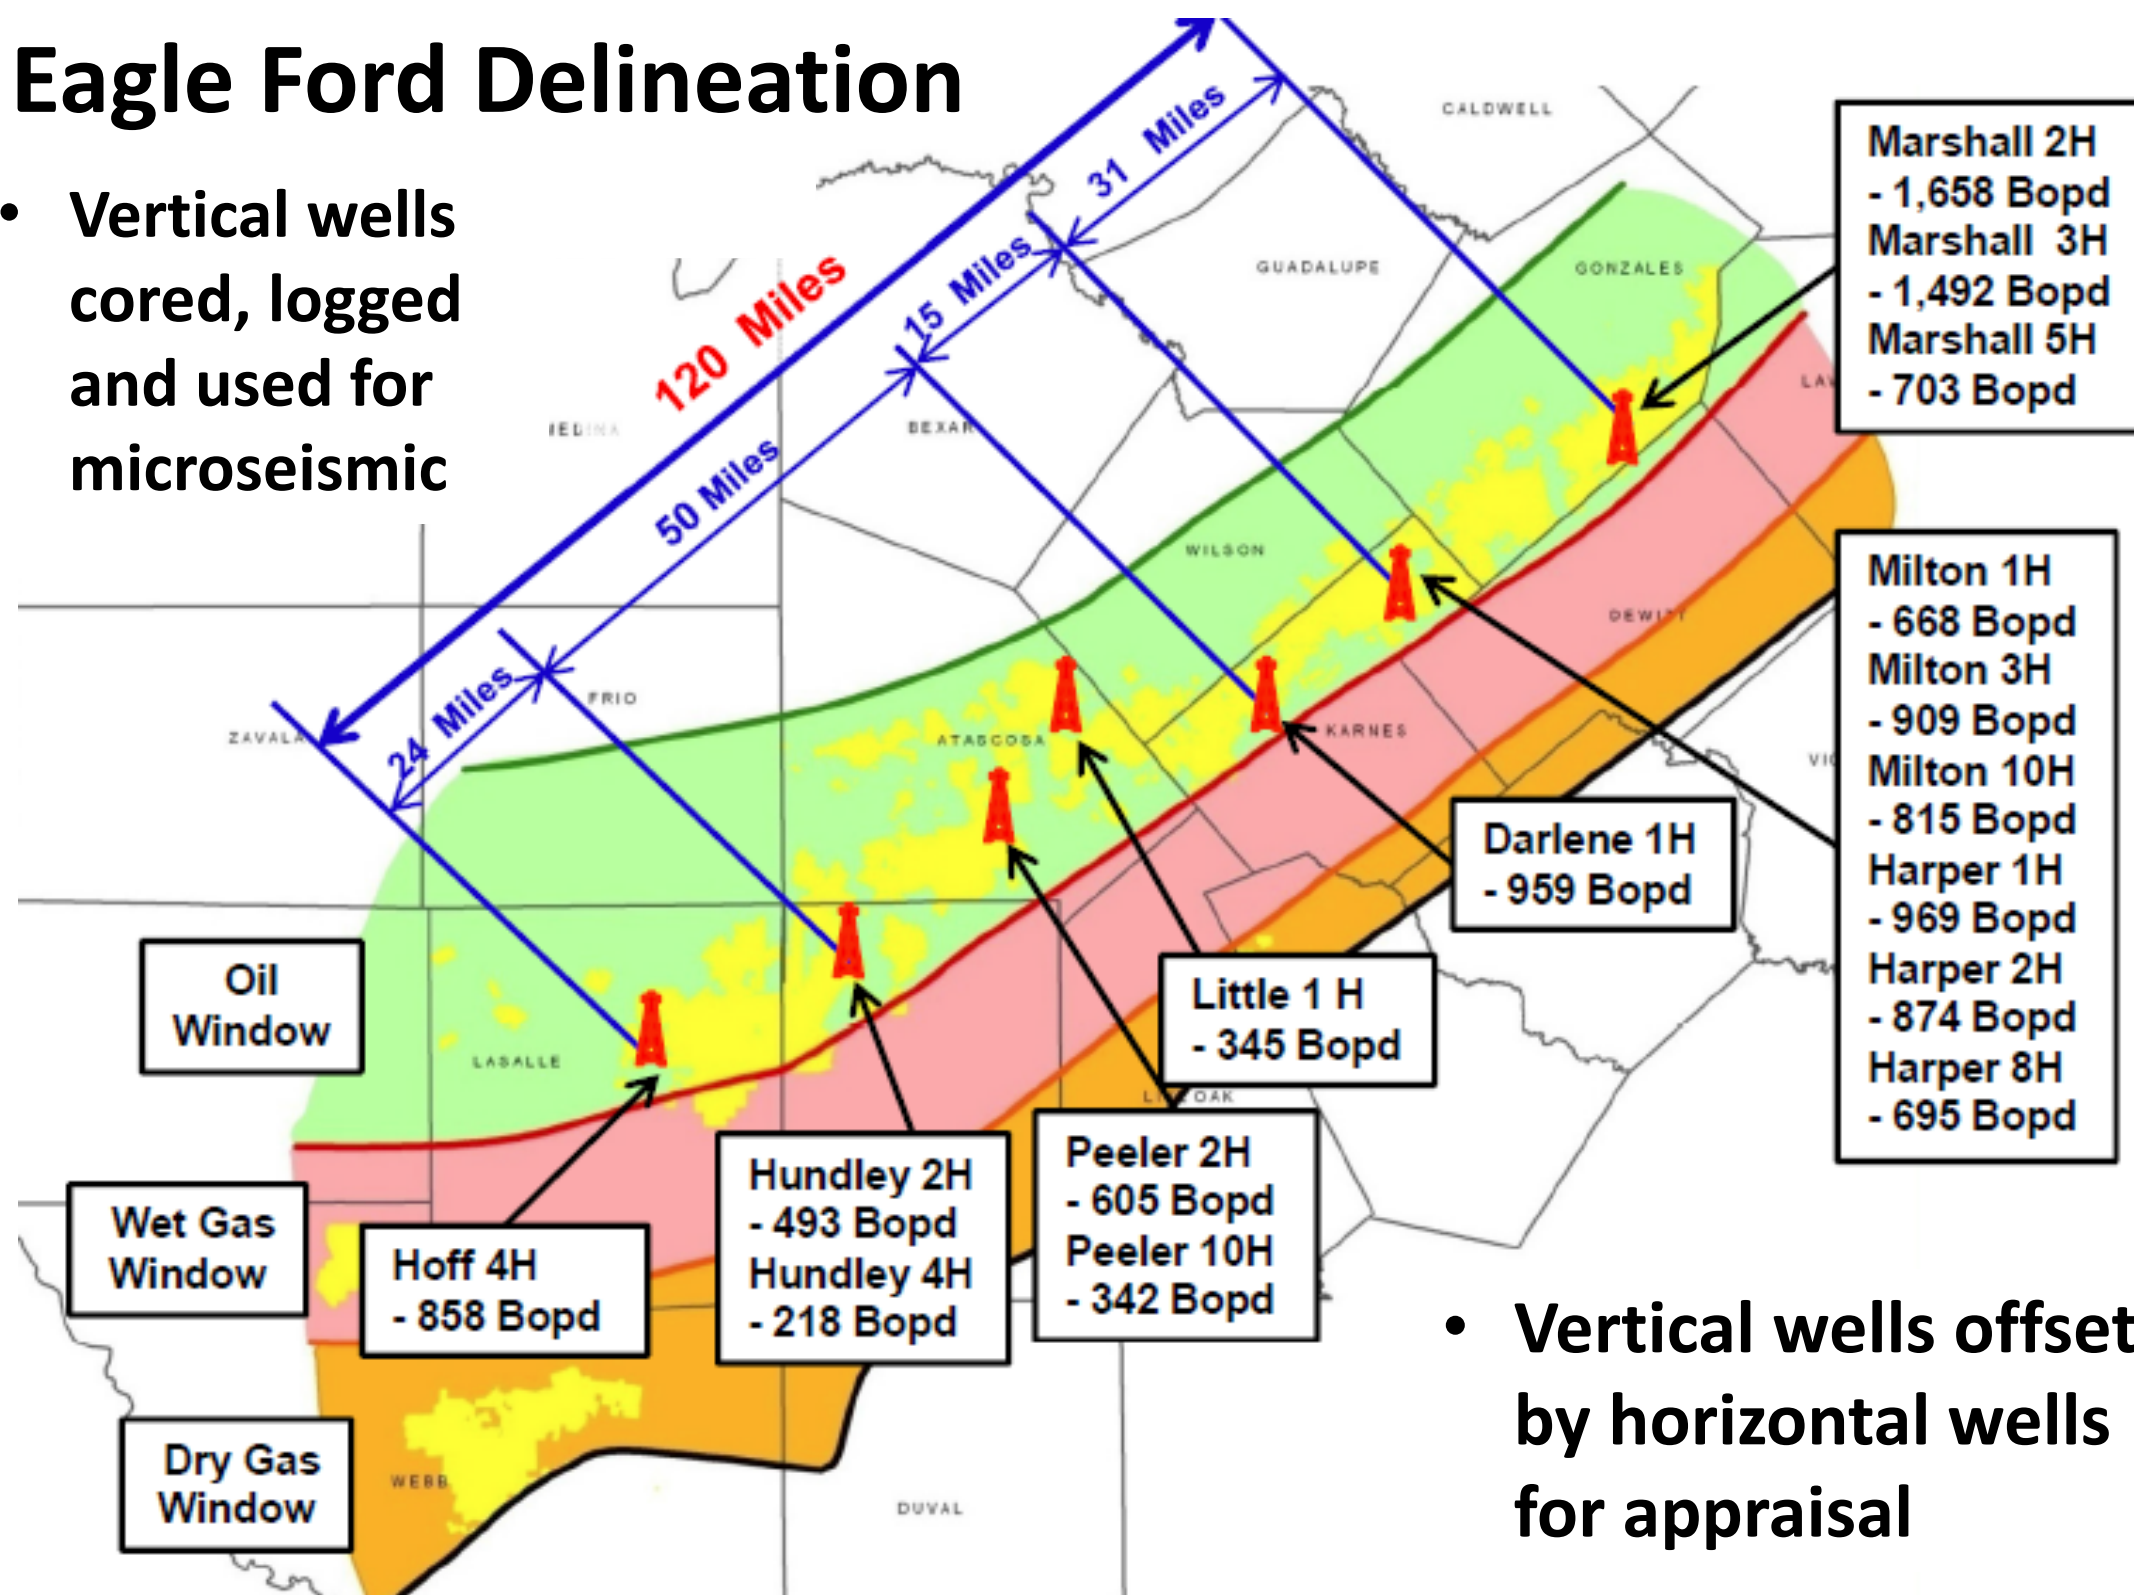 Eagle Ford Delineation
• Vertical wells
cored, logged
and used for
microseismic
120 Miles
31 Miles
15 Miles
50 Miles
24 Miles
CALDWELL
GUADALUPE
GONZALES
BEXAR
WILSON
DEWITT
FRIO
ZAVALA
ATASCOSA
KARNES
LASALLE
WEBB
DUVAL
Marshall 2H
- 1,658 Bopd
Marshall 3H
- 1,492 Bopd
Marshall 5H
- 703 Bopd
Milton 1H
- 668 Bopd
Milton 3H
- 909 Bopd
Milton 10H
- 815 Bopd
Harper 1H
- 969 Bopd
Harper 2H
- 874 Bopd
Harper 8H
- 695 Bopd
Darlene 1H
- 959 Bopd
Little 1 H
- 345 Bopd
Peeler 2H
- 605 Bopd
Peeler 10H
- 342 Bopd
Hundley 2H
- 493 Bopd
Hundley 4H
- 218 Bopd
Hoff 4H
- 858 Bopd
Oil
Window
Wet Gas
Window
Dry Gas
Window
• Vertical wells offset
by horizontal wells
for appraisal